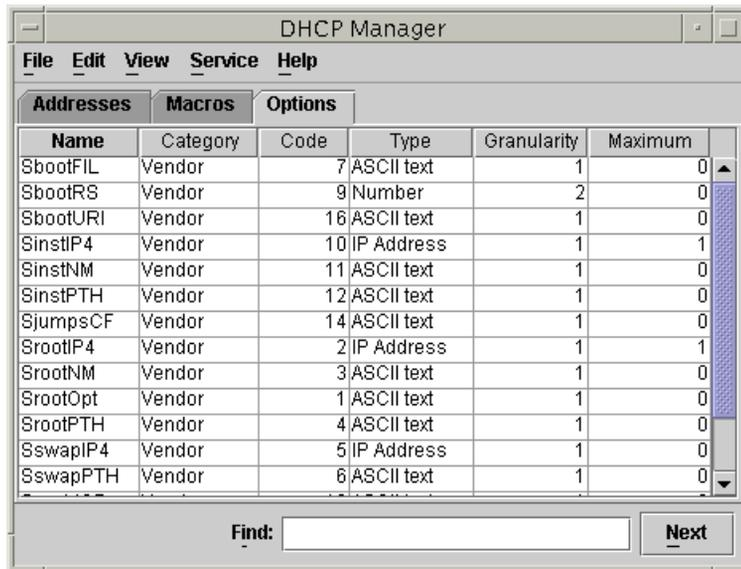 DHCP Manager
File Edit View Service Help
Addresses Macros Options
Name Category Code Type Granularity Maximum
SbootFIL Vendor 7 ASCII text 1 0
SbootRS Vendor 9 Number 2 0
SbootURI Vendor 16 ASCII text 1 0
SinstIP4 Vendor 10 IP Address 1 1
SinstNM Vendor 11 ASCII text 1 0
SinstPTH Vendor 12 ASCII text 1 0
SjumpsCF Vendor 14 ASCII text 1 0
SrootIP4 Vendor 2 IP Address 1 1
SrootNM Vendor 3 ASCII text 1 0
SrootOpt Vendor 1 ASCII text 1 0
SrootPTH Vendor 4 ASCII text 1 0
SswapIP4 Vendor 5 IP Address 1 0
SswapPTH Vendor 6 ASCII text 1 0
Find: Next